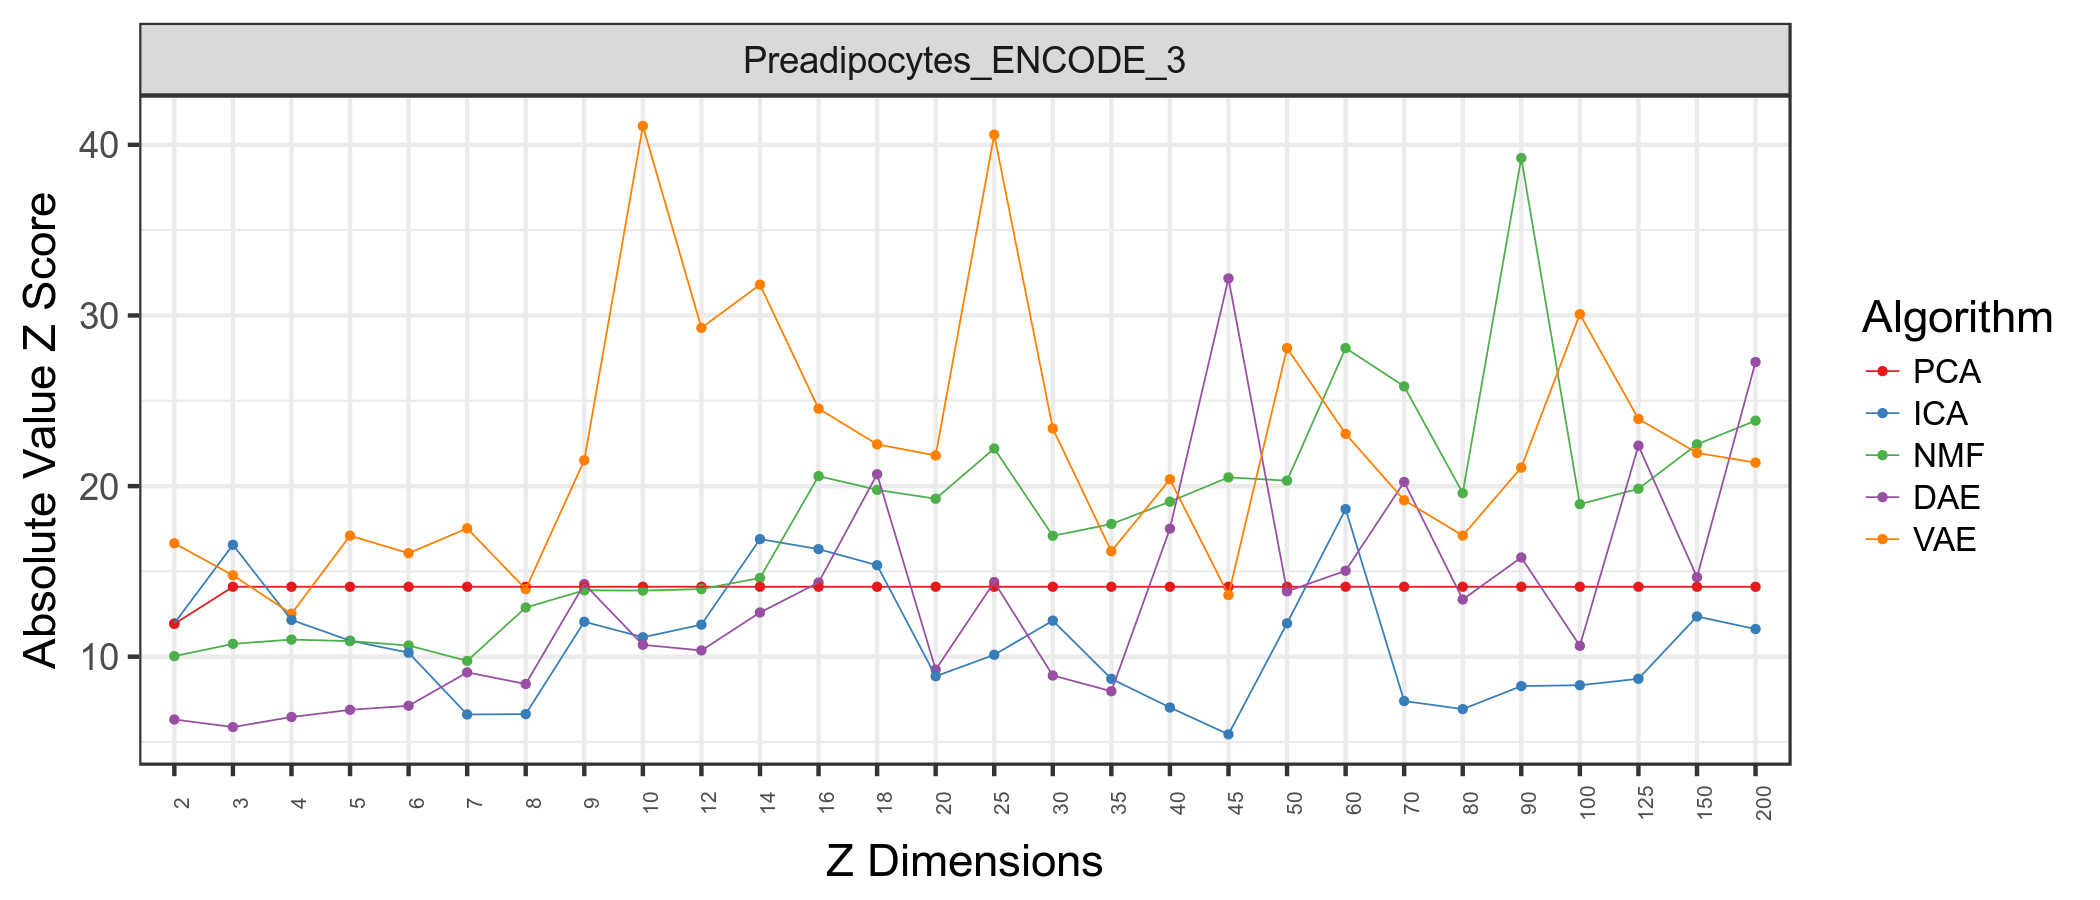 Preadipocytes_ENCODE_3
Absolute Value Z Score
40
30
20
10
2 3 4 5 6 7 8 9 10 12 14 16 18 20 25 30 35 40 45 50 60 70 80 90 100 125 150 200
Z Dimensions
Algorithm
PCA
ICA
NMF
DAE
VAE